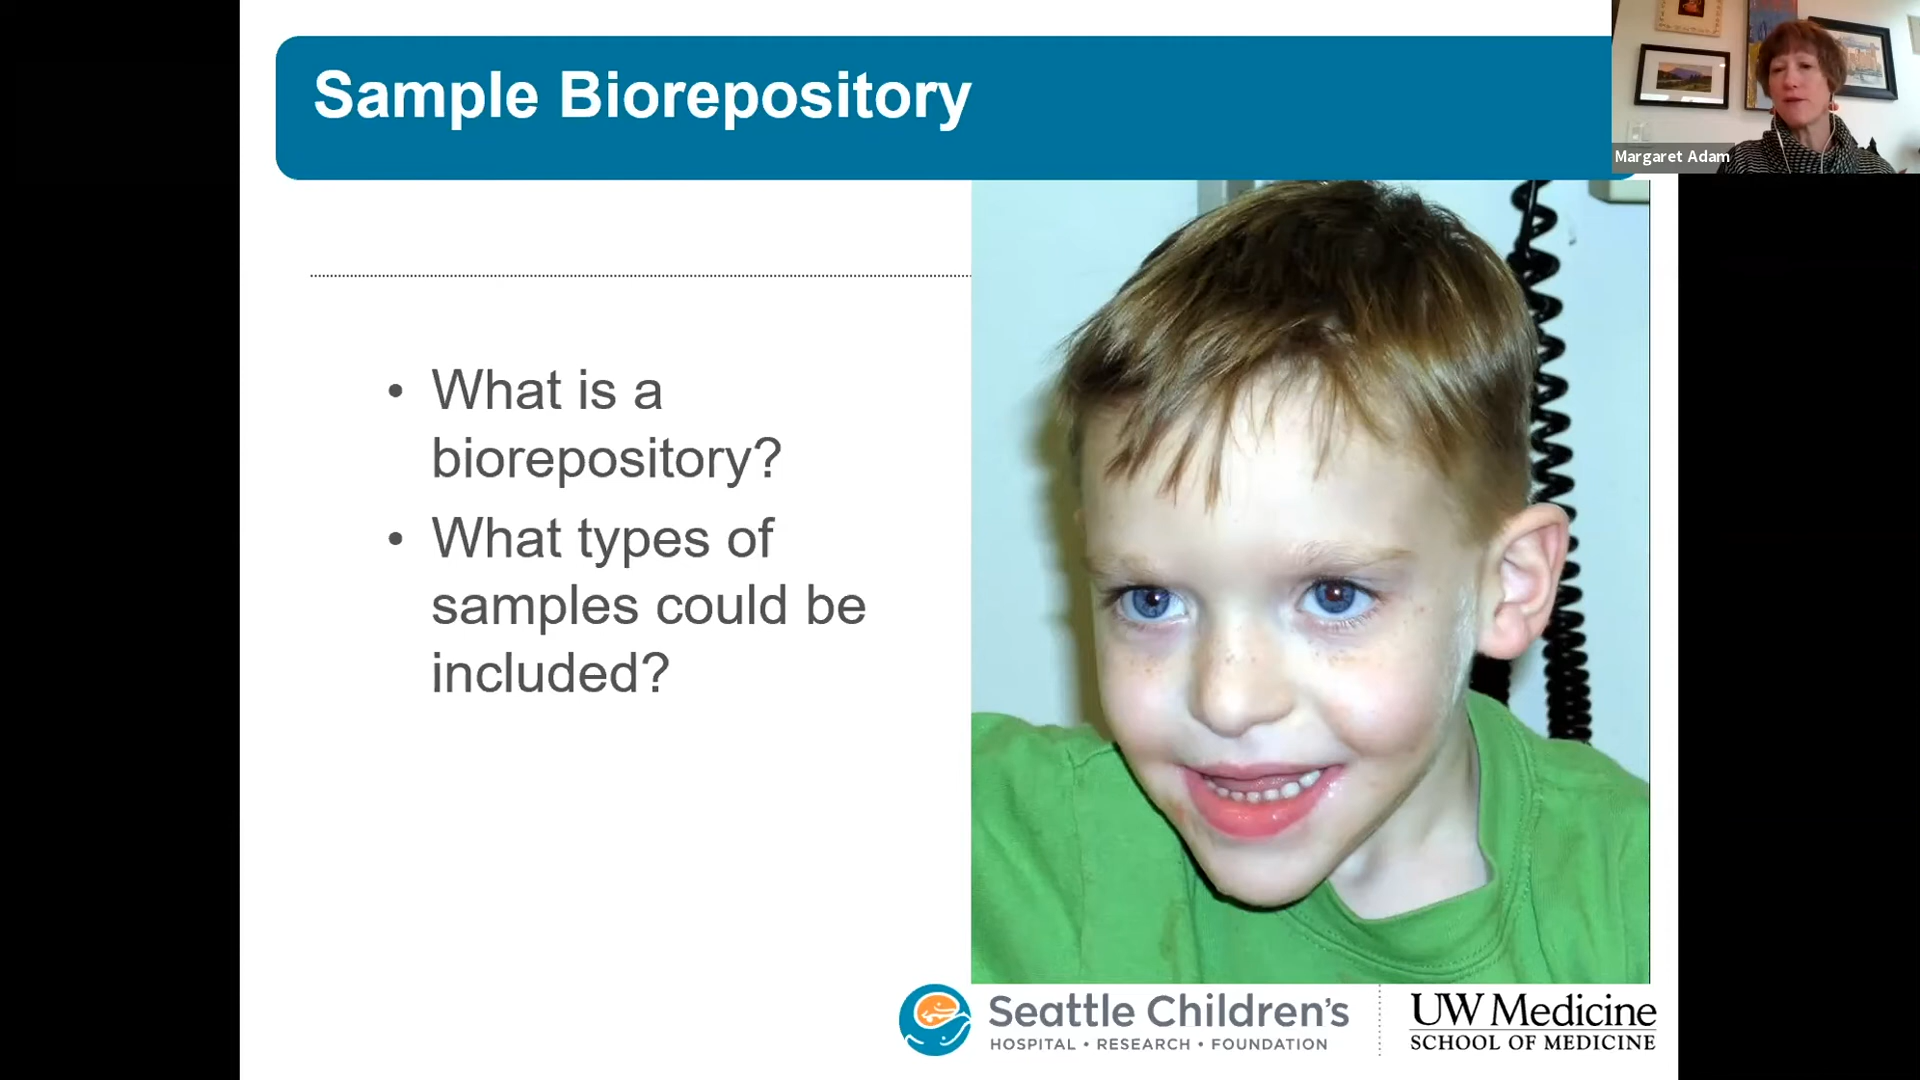 Sample Biorepository
Margaret Adam
• What is a
biorepository?
• What types of
samples could be
included?
Seattle Children's
HOSPITAL • RESEARCH • FOUNDATION
UW Medicine
SCHOOL OF MEDICINE